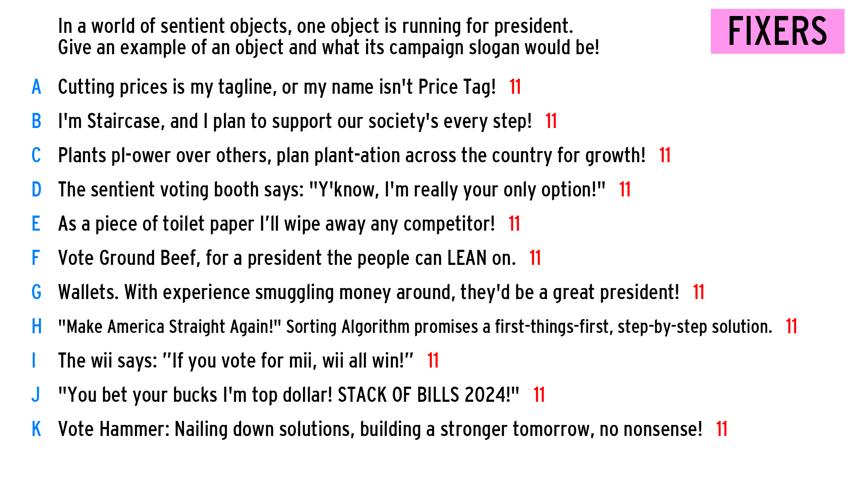 In a world of sentient objects, one object is running for president.
Give an example of an object and what its campaign slogan would be!
FIXERS
A Cutting prices is my tagline, or my name isn't Price Tag! 11
B I'm Staircase, and I plan to support our society's every step! 11
C Plants pl-ower over others, plan plant-ation across the country for growth! 11
D The sentient voting booth says: "Y'know, I'm really your only option!" 11
E As a piece of toilet paper I’ll wipe away any competitor! 11
F Vote Ground Beef, for a president the people can LEAN on. 11
G Wallets. With experience smuggling money around, they'd be a great president! 11
H "Make America Straight Again!" Sorting Algorithm promises a first-things-first, step-by-step solution. 11
I The wii says: ”If you vote for mii, wii all win!” 11
J "You bet your bucks I'm top dollar! STACK OF BILLS 2024!" 11
K Vote Hammer: Nailing down solutions, building a stronger tomorrow, no nonsense! 11